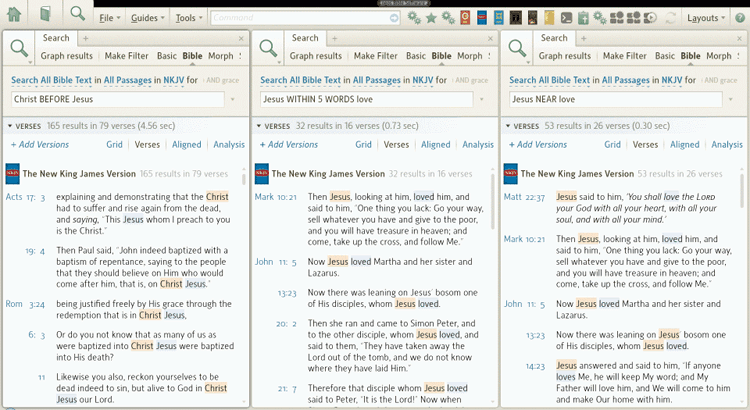 File Guides Tools Command Layouts
Search
Graph results Make Filter Basic Bible Morph
Search All Bible Text in All Passages in NKJV for AND grace
Christ BEFORE Jesus
VERSES 165 results in 79 verses (4.56 sec)
+ Add Versions Grid Verses Aligned Analysis
The New King James Version 165 results in 79 verses
Acts 17: 3 explaining and demonstrating that the Christ
had to suffer and rise again from the dead,
and saying, “This Jesus whom I preach to you
is the Christ.”
19: 4 Then Paul said, “John indeed baptized with a
baptism of repentance, saying to the people
that they should believe on Him who would
come after him, that is, on Christ Jesus.”
Rom 3:24 being justified freely by His grace through the
redemption that is in Christ Jesus,
6: 3 Or do you not know that as many of us as
were baptized into Christ Jesus were baptized
into His death?
11 Likewise you also, reckon yourselves to be
dead indeed to sin, but alive to God in Christ
Jesus our Lord.
Search
Graph results Make Filter Basic Bible Morph
Search All Bible Text in All Passages in NKJV for AND grace
Jesus WITHIN 5 WORDS love
VERSES 32 results in 16 verses (0.73 sec)
+ Add Versions Grid Verses Aligned Analysis
The New King James Version 32 results in 16 verses
Mark 10:21 Then Jesus, looking at him, loved him, and
said to him, “One thing you lack: Go your way,
sell whatever you have and give to the poor,
and you will have treasure in heaven; and
come, take up the cross, and follow Me.”
John 11: 5 Now Jesus loved Martha and her sister and
Lazarus.
13:23 Now there was leaning on Jesus’ bosom one
of His disciples, whom Jesus loved.
20: 2 Then she ran and came to Simon Peter, and
to the other disciple, whom Jesus loved, and
said to them, “They have taken away the
Lord out of the tomb, and we do not know
where they have laid Him.”
21: 7 Therefore that disciple whom Jesus loved
said to Peter, “It is the Lord!” Now when
Search
Graph results Make Filter Basic Bible Morph
Search All Bible Text in All Passages in NKJV for AND grace
Jesus NEAR love
VERSES 53 results in 26 verses (0.30 sec)
+ Add Versions Grid Verses Aligned Analysis
The New King James Version 53 results in 26 verses
Matt 22:37 Jesus said to him, “‘You shall love the LORD
your God with all your heart, with all your
soul, and with all your mind.’
Mark 10:21 Then Jesus, looking at him, loved him, and
said to him, “One thing you lack: Go your way,
sell whatever you have and give to the poor,
and you will have treasure in heaven; and
come, take up the cross, and follow Me.”
John 11: 5 Now Jesus loved Martha and her sister and
Lazarus.
13:23 Now there was leaning on Jesus’ bosom one
of His disciples, whom Jesus loved.
14:23 Jesus answered and said to him, “If anyone
loves Me, he will keep My word; and My
Father will love him, and We will come to him
and make Our home with him.